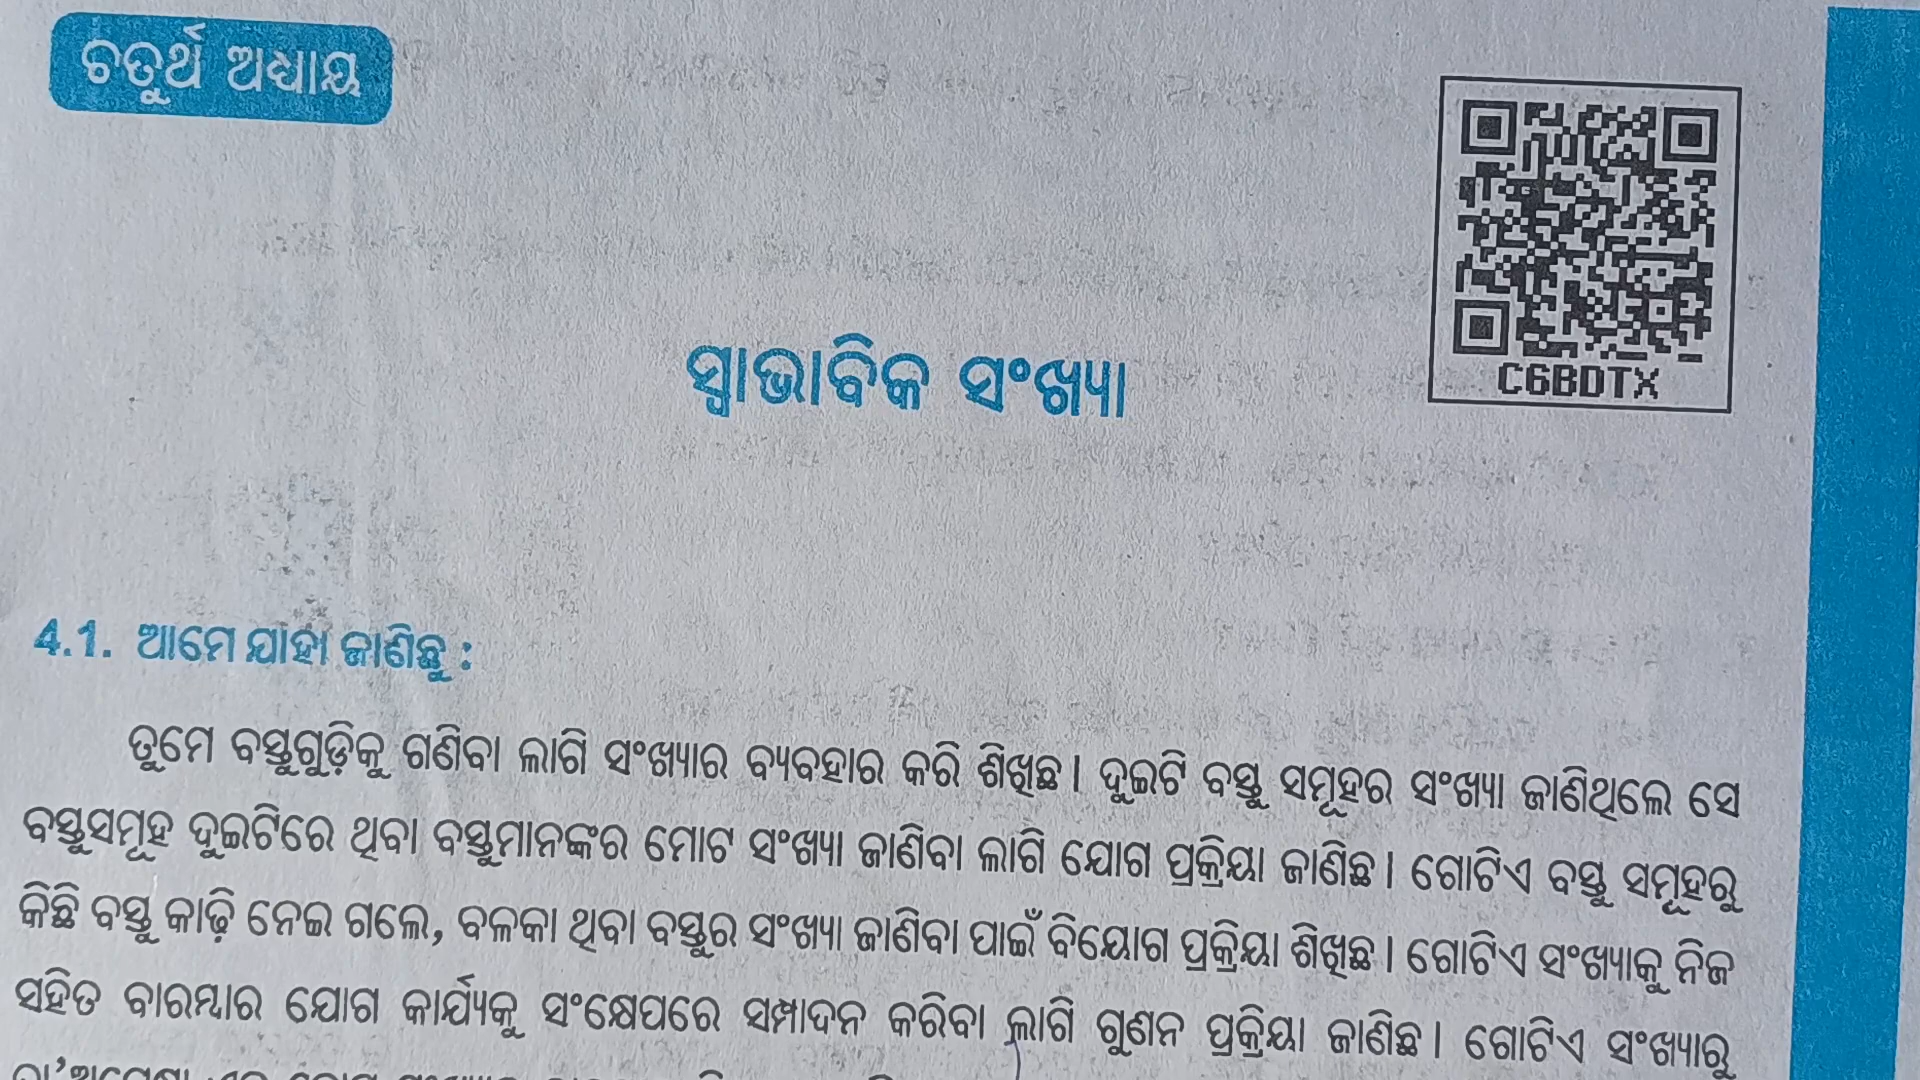 ଚତୁର୍ଥ ଅଧ୍ୟାୟ
C6BDTX
ସ୍ୱାଭାବିକ ସଂଖ୍ୟା
4.1. ଆମେ ଯାହା ଜାଣିଛୁ :
ତୁମେ ବସ୍ତୁଗୁଡ଼ିକୁ ଗଣିବା ଲାଗି ସଂଖ୍ୟାର ବ୍ୟବହାର କରି ଶିଖିଛ। ଦୁଇଟି ବସ୍ତୁ ସମୂହର ସଂଖ୍ୟା ଜାଣିଥିଲେ ସେ
ବସ୍ତୁସମୂହ ଦୁଇଟିରେ ଥିବା ବସ୍ତୁମାନଙ୍କର ମୋଟ ସଂଖ୍ୟା ଜାଣିବା ଲାଗି ଯୋଗ ପ୍ରକ୍ରିୟା ଜାଣିଛ। ଗୋଟିଏ ବସ୍ତୁ ସମୂହରୁ
କିଛି ବସ୍ତୁ କାଢ଼ି ନେଇ ଗଲେ, ବଳକା ଥିବା ବସ୍ତୁର ସଂଖ୍ୟା ଜାଣିବା ପାଇଁ ବିୟୋଗ ପ୍ରକ୍ରିୟା ଶିଖିଛ। ଗୋଟିଏ ସଂଖ୍ୟାକୁ ନିଜ
ସହିତ ବାରମ୍ବାର ଯୋଗ କାର୍ଯ୍ୟକୁ ସଂକ୍ଷେପରେ ସମ୍ପାଦନ କରିବା ଲାଗି ଗୁଣନ ପ୍ରକ୍ରିୟା ଜାଣିଛ। ଗୋଟିଏ ସଂଖ୍ୟାରୁ